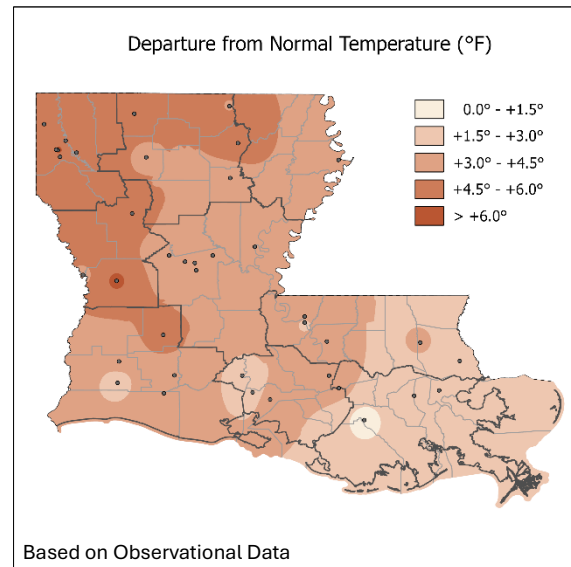 Departure from Normal Temperature (°F)
0.0° - +1.5°
+1.5° - +3.0°
+3.0° - +4.5°
+4.5° - +6.0°
> +6.0°
Based on Observational Data